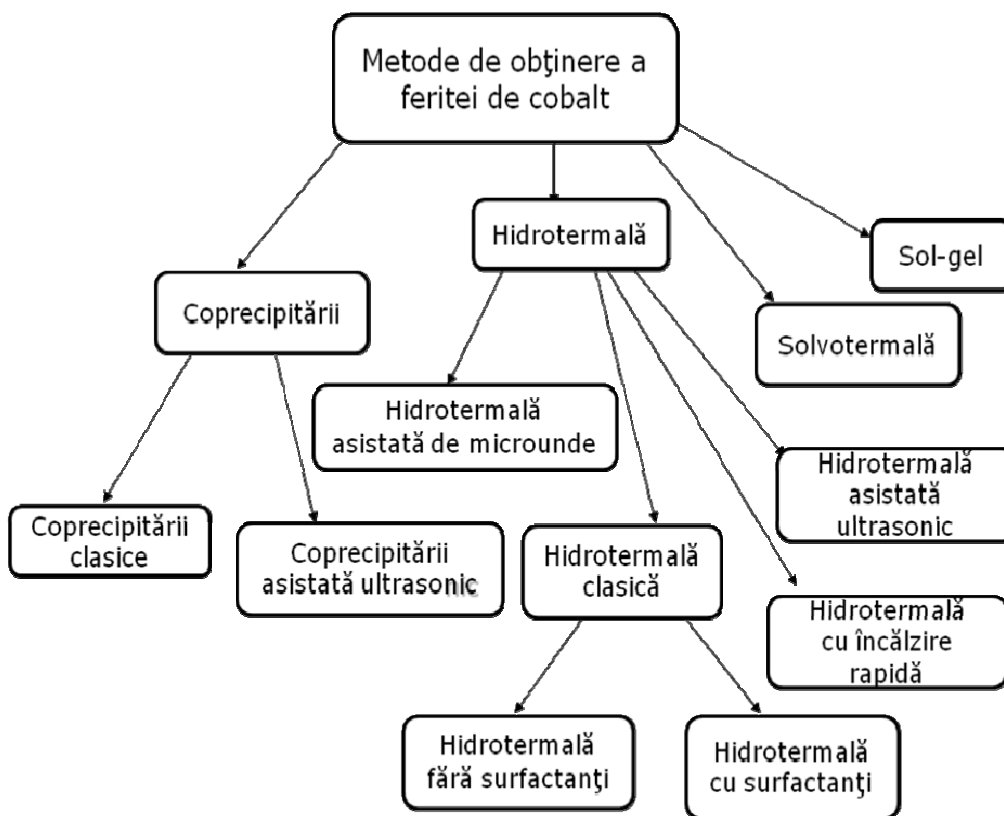 Metode de obţinere a
feritei de cobalt
Hidrotermală
Sol-gel
Coprecipitării
Solvotermală
Hidrotermală
asistată de microunde
Hidrotermală
asistată
ultrasonic
Coprecipitării
clasice
Coprecipitării
asistată ultrasonic
Hidrotermală
clasică
Hidrotermală
cu încălzire
rapidă
Hidrotermală
fără surfactanţi
Hidrotermală
cu surfactanţi